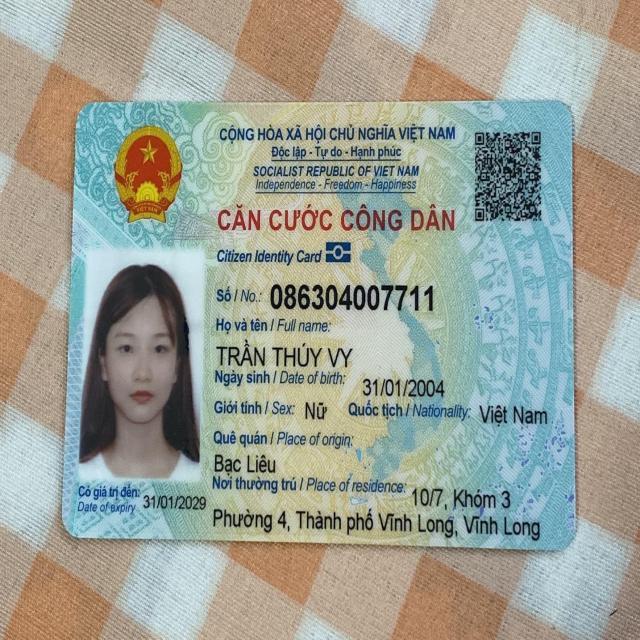 CỘNG HÒA XÃ HỘI CHỦ NGHĨA VIỆT NAM
Độc lập - Tự do - Hạnh phúc
SOCIALIST REPUBLIC OF VIET NAM
Independence - Freedom - Happiness
CĂN CƯỚC CÔNG DÂN
Citizen Identity Card
Số / No.: 086304007711
Họ và tên / Full name:
TRẦN THÚY VY
Ngày sinh / Date of birth: 31/01/2004
Giới tính / Sex: Nữ Quốc tịch / Nationality: Việt Nam
Quê quán / Place of origin:
Bạc Liêu
Nơi thường trú / Place of residence: 10/7, Khóm 3
Phường 4, Thành phố Vĩnh Long, Vĩnh Long
Có giá trị đến: 31/01/2029
Date of expiry